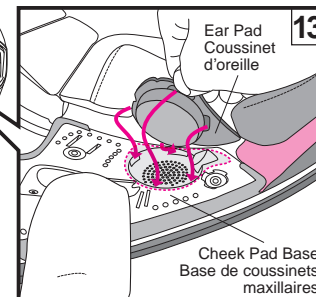 13
Ear Pad
Coussinet
d'oreille
Cheek Pad Base
Base de coussinets
maxillaires